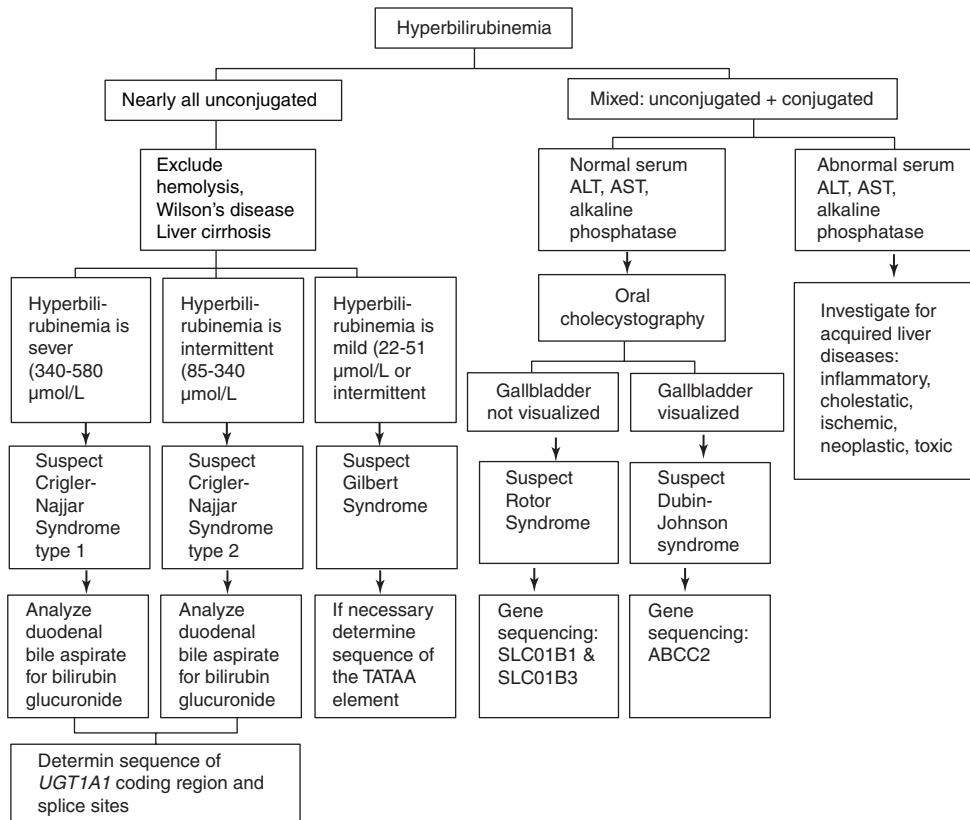 Hyperbilirubinemia
Nearly all unconjugated
Mixed: unconjugated + conjugated
Exclude
hemolysis,
Wilson's disease
Liver cirrhosis
Normal serum
ALT, AST,
alkaline
phosphatase
Abnormal serum
ALT, AST,
alkaline
phosphatase
Hyperbili-
rubinemia is
sever
(340-580
µmol/L
Hyperbili-
rubinemia is
intermittent
(85-340
µmol/L
Hyperbili-
rubinemia is
mild (22-51
µmol/L or
intermittent
Oral
cholecystography
Investigate for
acquired liver
diseases:
inflammatory,
cholestatic,
ischemic,
neoplastic, toxic
Gallbladder
not visualized
Gallbladder
visualized
Suspect
Crigler-
Najjar
Syndrome
type 1
Suspect
Crigler-
Najjar
Syndrome
type 2
Suspect
Gilbert
Syndrome
Suspect
Rotor
Syndrome
Suspect
Dubin-
Johnson
syndrome
Analyze
duodenal
bile aspirate
for bilirubin
glucuronide
Analyze
duodenal
bile aspirate
for bilirubin
glucuronide
If necessary
determine
sequence of
the TATAA
element
Gene
sequencing:
SLC01B1 &
SLC01B3
Gene
sequencing:
ABCC2
Determin sequence of
UGT1A1 coding region and
splice sites